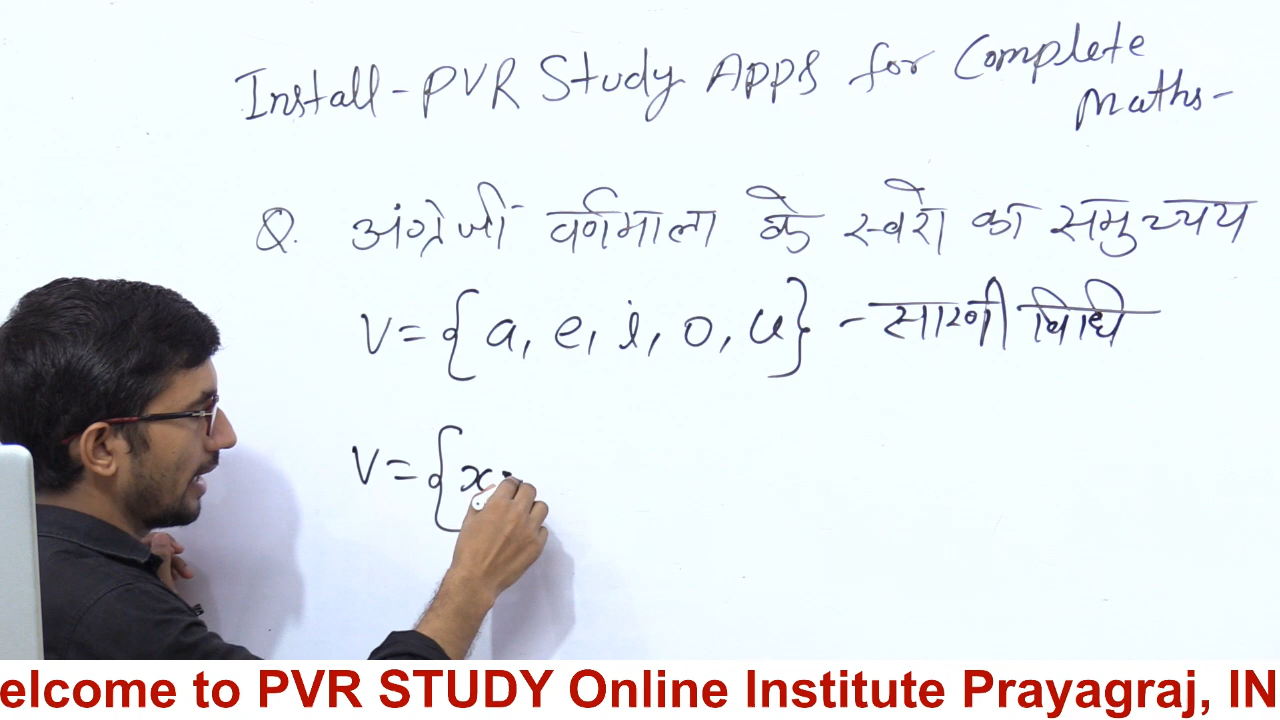 Install - PVR Study Apps for Complete
Maths -
Q. अंग्रेजी वर्णमाला के स्वरो का समुच्चय
V = { a, e, i, o, u } - सारणी विधि
V = { x :
elcome to PVR STUDY Online Institute Prayagraj, IN